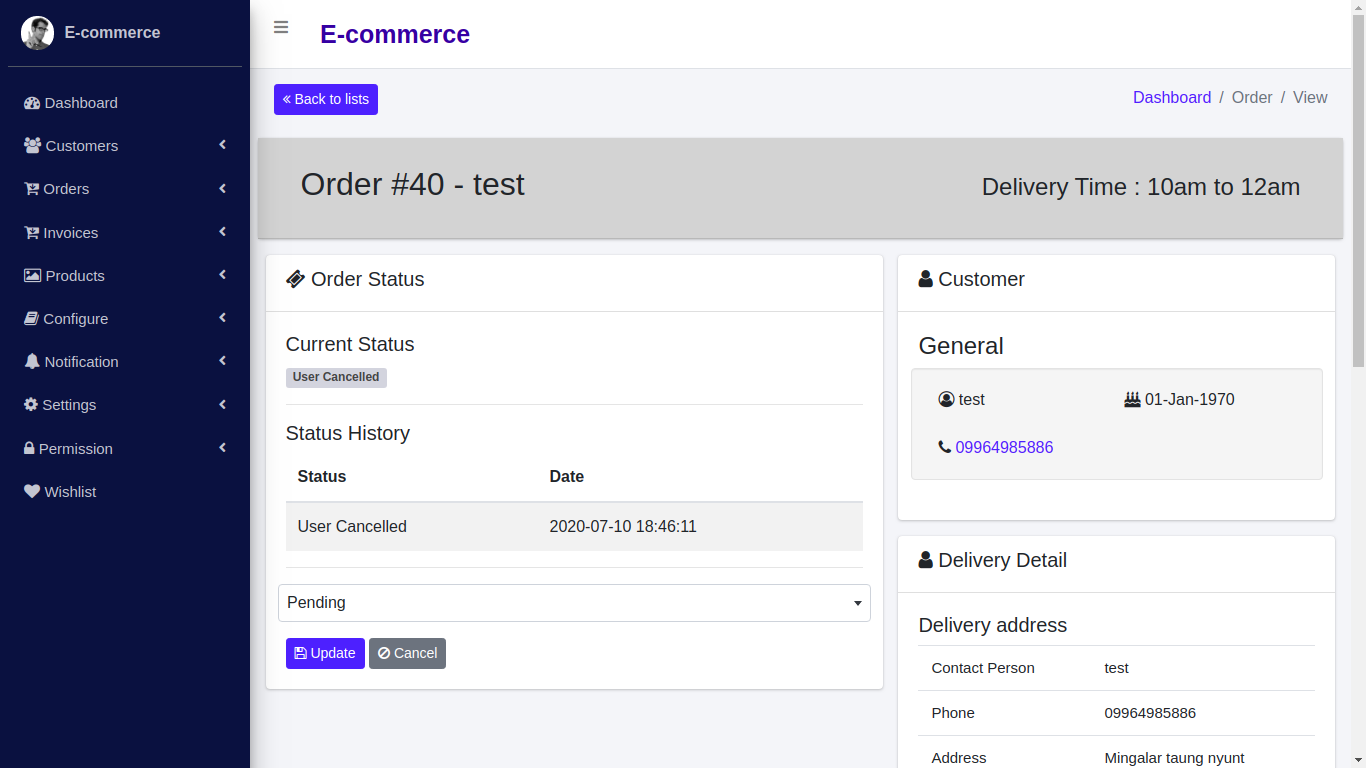 E-commerce
Dashboard
Customers
Orders
Invoices
Products
Configure
Notification
Settings
Permission
Wishlist
E-commerce
Back to lists
Dashboard / Order / View
Order #40 - test
Delivery Time : 10am to 12am
Order Status
Current Status
User Cancelled
Status History
Status Date
User Cancelled 2020-07-10 18:46:11
Pending
Update Cancel
Customer
General
test 01-Jan-1970
09964985886
Delivery Detail
Delivery address
Contact Person test
Phone 09964985886
Address Mingalar taung nyunt